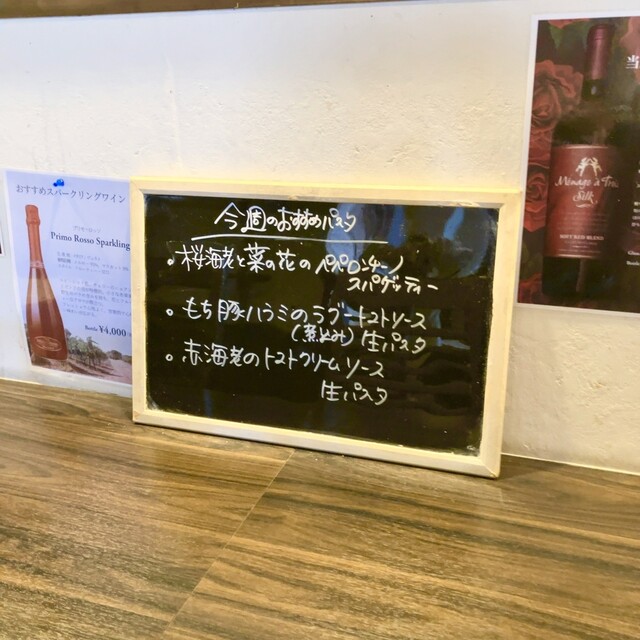 おすすめスパークリングワイン
Primo Rosso Sparkling
Bottle ¥4,000
今週のおすすめパスタ
• 桜海老と菜の花のペペロンチーノ
スパゲッティー
• もち豚ハラミのラグートマトソース
(煮込み) 生パスタ
• 赤海老のトマトクリームソース
生パスタ
当
Ménage à Trois
Silk
SOFT RED BLEND